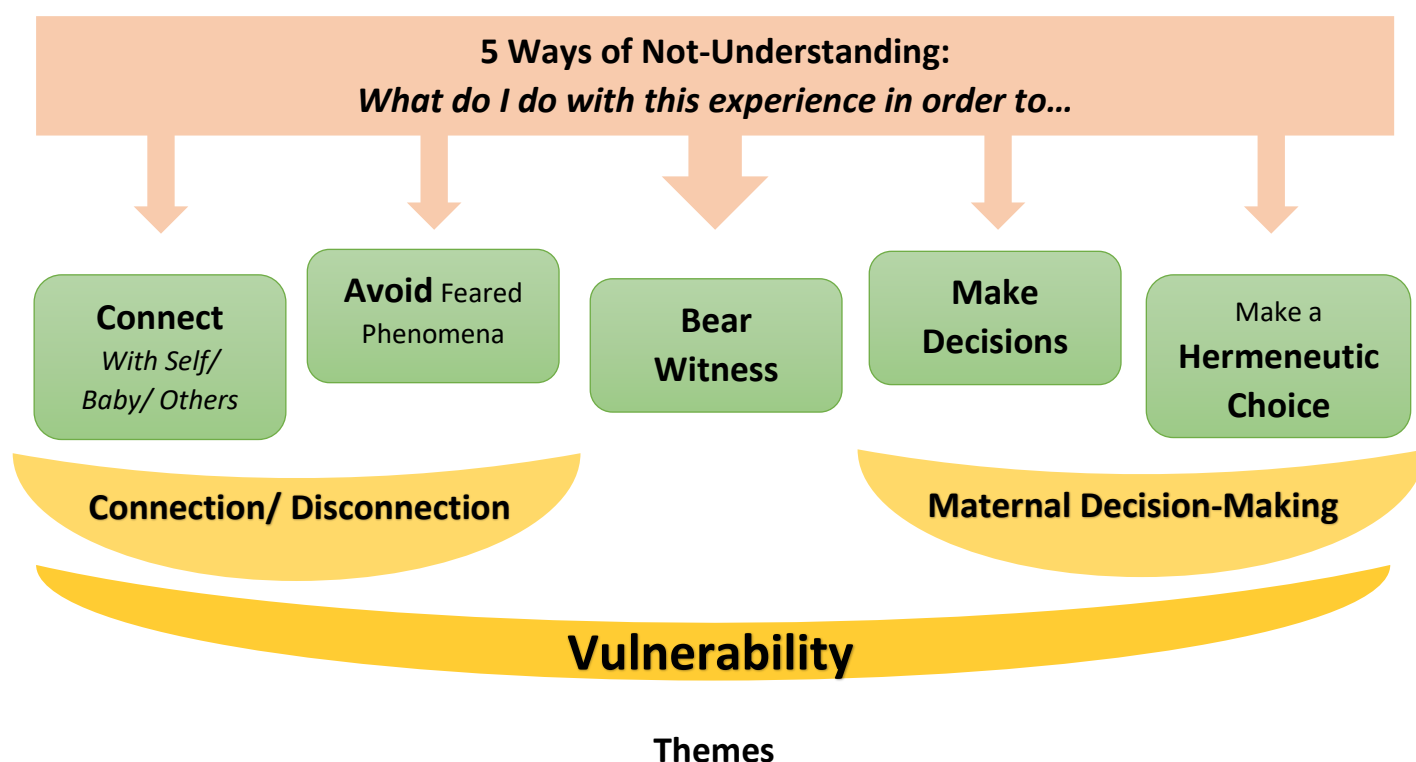 5 Ways of Not-Understanding:
What do I do with this experience in order to…
Connect
With Self/
Baby/ Others
Avoid Feared
Phenomena
Bear
Witness
Make
Decisions
Make a
Hermeneutic
Choice
Connection/ Disconnection
Maternal Decision-Making
Vulnerability
Themes